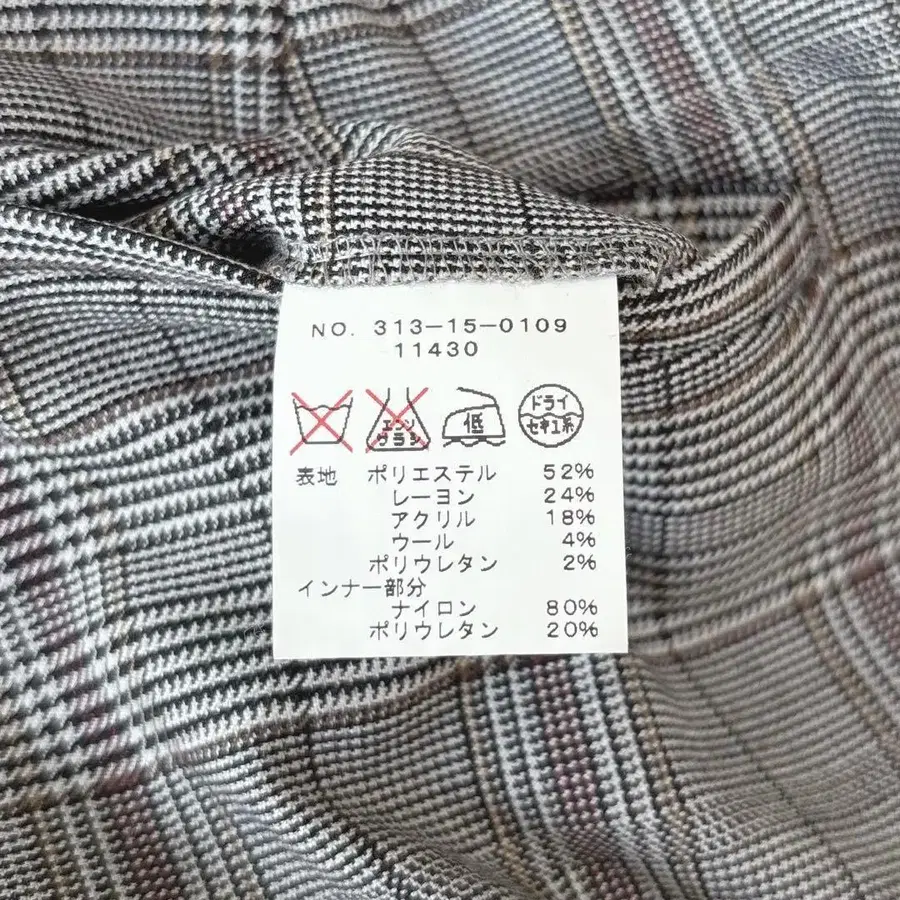 NO. 313-15-0109
11430
エンソ
サラシ
低
ドライ
セキユ系
表地 ポリエステル 52%
レーヨン 24%
アクリル 18%
ウール 4%
ポリウレタン 2%
インナー部分
ナイロン 80%
ポリウレタン 20%